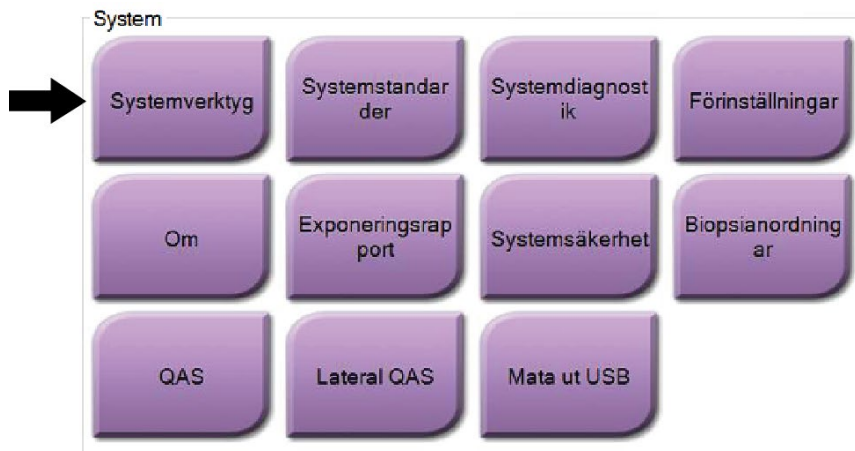 System
Systemverktyg
Systemstandar
der
Systemdiagnost
ik
Förinställningar
Om
Exponeringsrap
port
Systemsäkerhet
Biopsianordning
ar
QAS
Lateral QAS
Mata ut USB